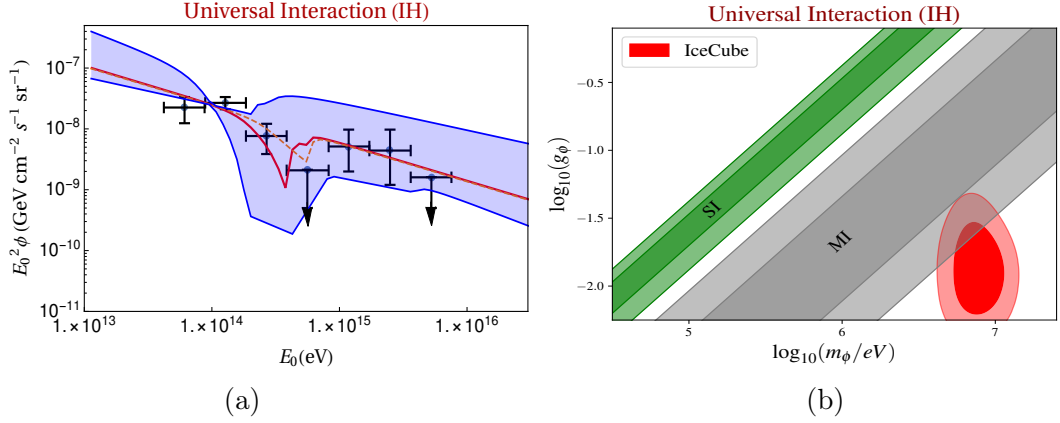 Universal Interaction (IH)
E₀²ϕ (GeV cm⁻² s⁻¹ sr⁻¹)
10⁻⁷
10⁻⁸
10⁻⁹
10⁻¹⁰
10⁻¹¹
1.×10¹³ 1.×10¹⁴ 1.×10¹⁵ 1.×10¹⁶
E₀(eV)
(a)
Universal Interaction (IH)
IceCube
log₁₀(gϕ)
−0.5
−1.0
−1.5
−2.0
SI
MI
5 6 7
log₁₀(mϕ/eV)
(b)